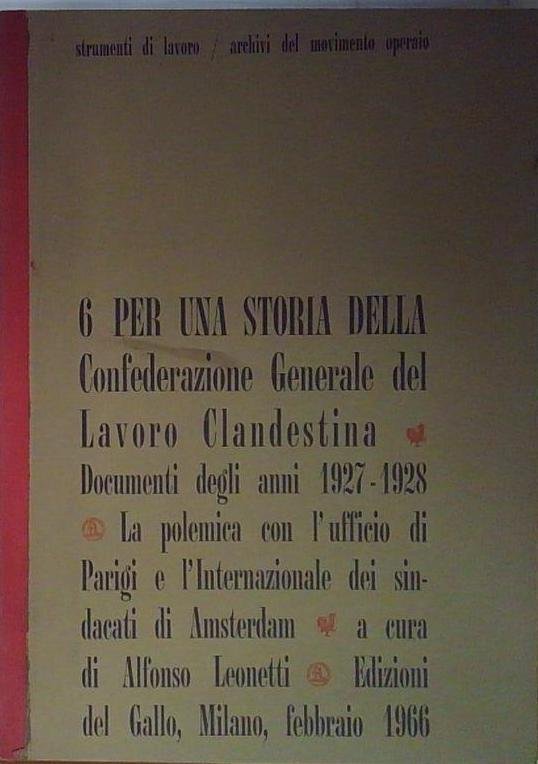 strumenti di lavoro / archivi del movimento operaio
6 PER UNA STORIA DELLA
Confederazione Generale del
Lavoro Clandestina
Documenti degli anni 1927-1928
La polemica con l'ufficio di
Parigi e l'Internazionale dei sin-
dacati di Amsterdam a cura
di Alfonso Leonetti Edizioni
del Gallo, Milano, febbraio 1966